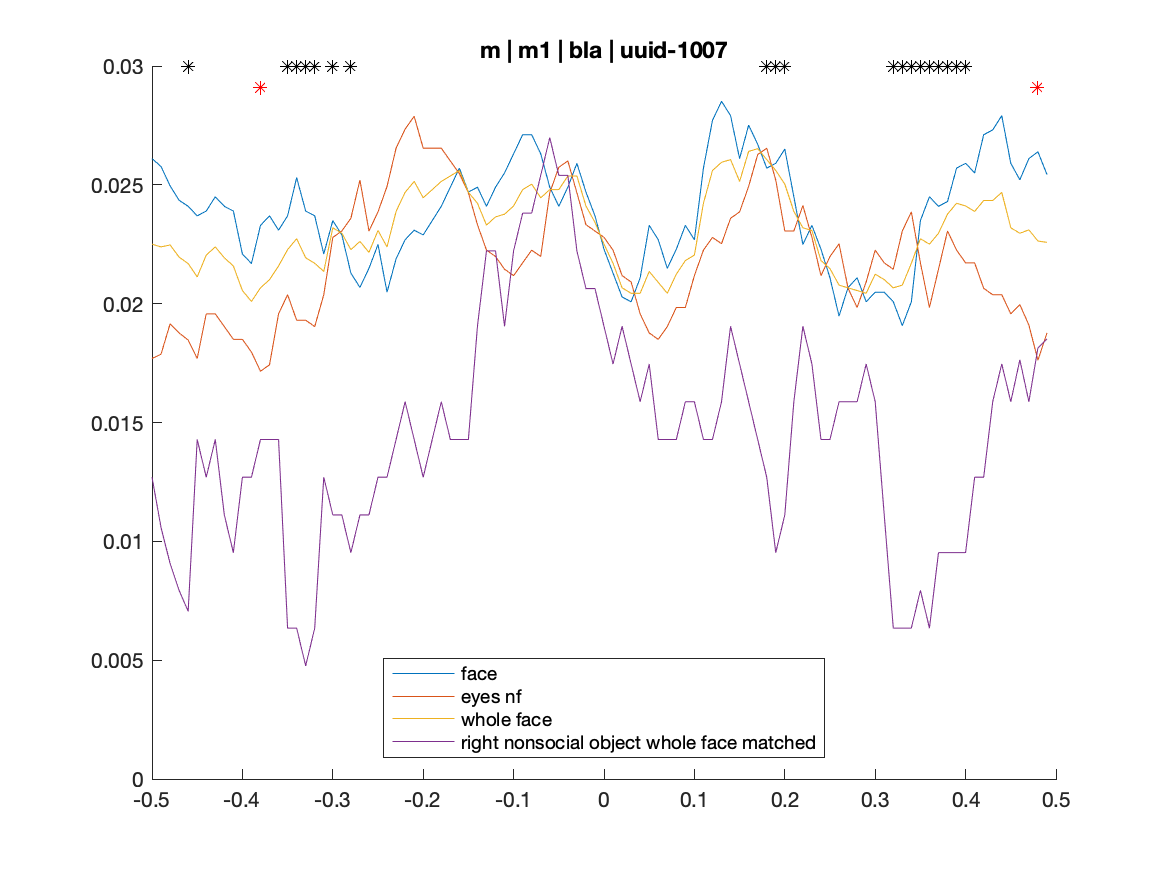 m | m1 | bla | uuid-1007
0.03
0.025
0.02
0.015
0.01
0.005
0
-0.5 -0.4 -0.3 -0.2 -0.1 0 0.1 0.2 0.3 0.4 0.5
face
eyes nf
whole face
right nonsocial object whole face matched